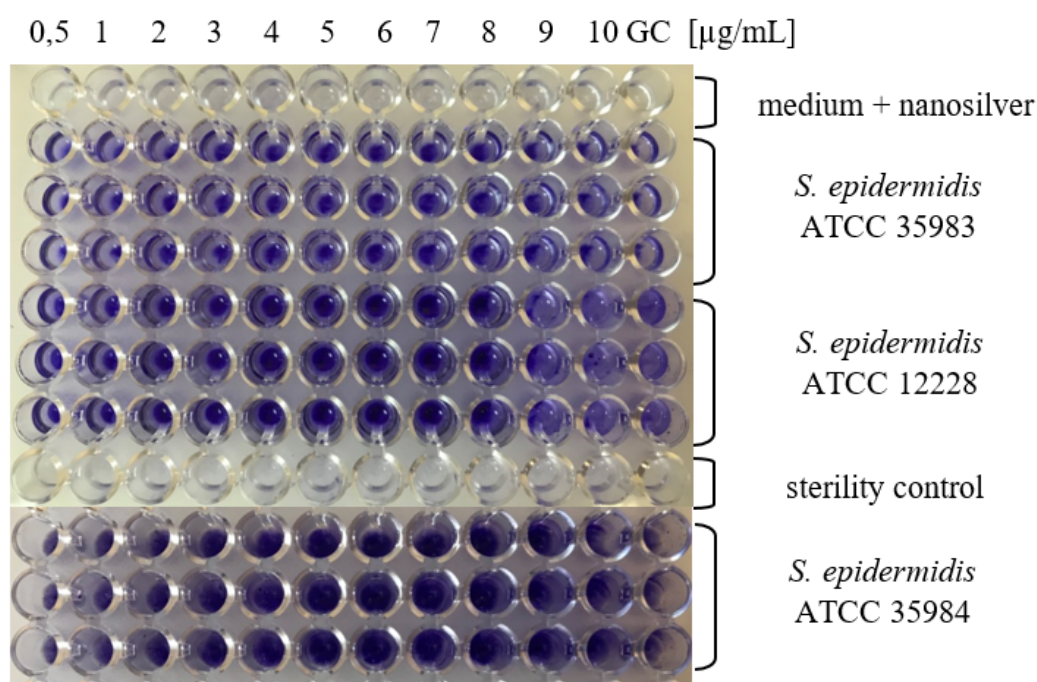 0,5 1 2 3 4 5 6 7 8 9 10 GC [µg/mL]
medium + nanosilver
S. epidermidis
ATCC 35983
S. epidermidis
ATCC 12228
sterility control
S. epidermidis
ATCC 35984